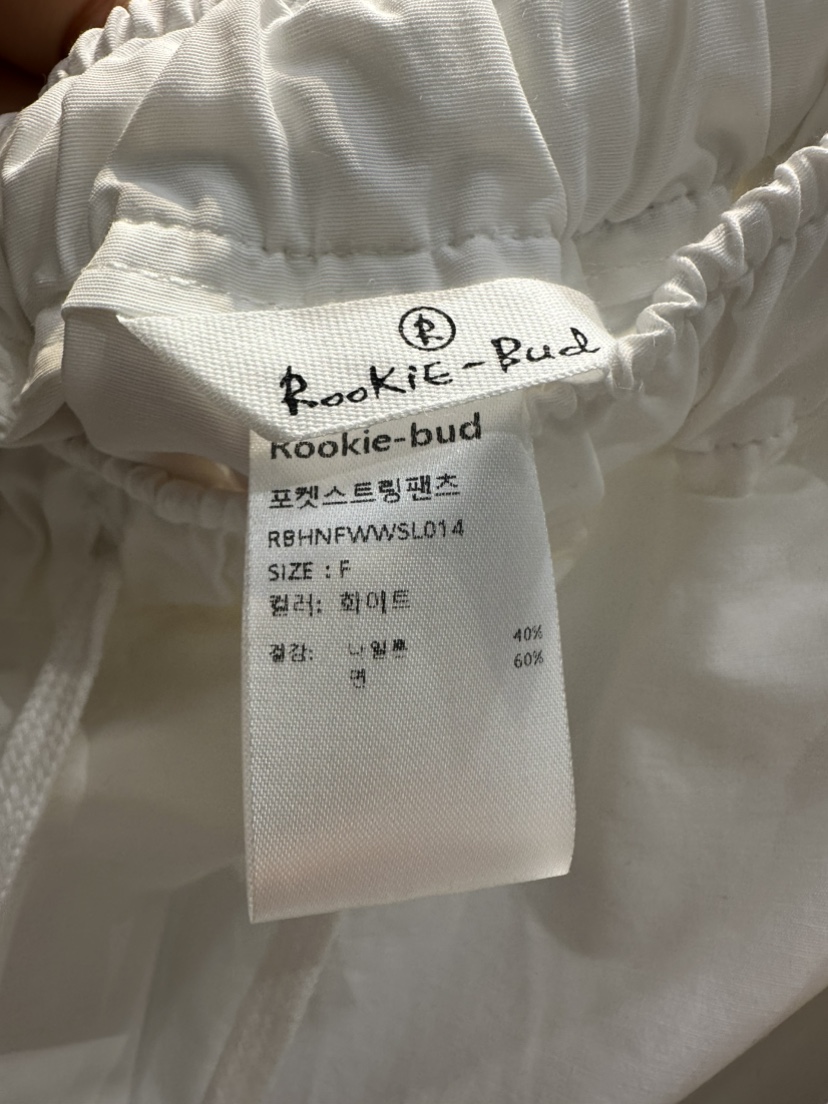 R
RooKiE-Bud
Rookie-bud
포켓스트링팬츠
RBHNFWWSL014
SIZE : F
컬러: 화이트
겉감: 나일론 40%
면 60%